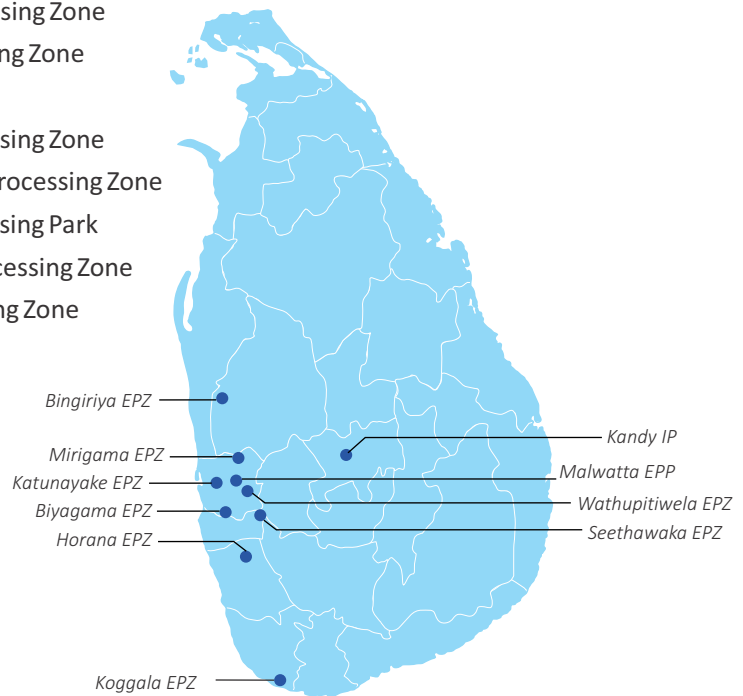 sing Zone
ng Zone
sing Zone
rocessing Zone
sing Park
cessing Zone
ng Zone
Bingiriya EPZ
Kandy IP
Mirigama EPZ
Malwatta EPP
Katunayake EPZ
Wathupitiwela EPZ
Biyagama EPZ
Seethawaka EPZ
Horana EPZ
Koggala EPZ